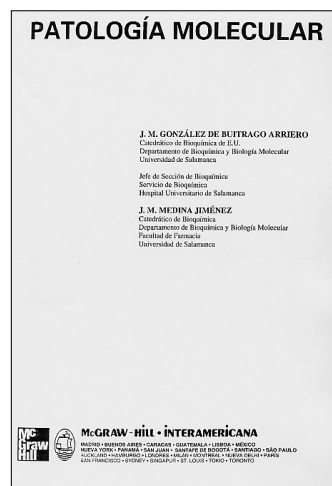 PATOLOGÍA MOLECULAR
J. M. GONZÁLEZ DE BUITRAGO ARRIERO
Catedrático de Bioquímica de E.U.
Departamento de Bioquímica y Biología Molecular
Universidad de Salamanca
Jefe de Sección de Bioquímica
Servicio de Bioquímica
Hospital Universitario de Salamanca
J. M. MEDINA JIMÉNEZ
Catedrático de Bioquímica
Departamento de Bioquímica y Biología Molecular
Facultad de Farmacia
Universidad de Salamanca
Mc
Graw
Hill
McGRAW-HILL • INTERAMERICANA
MADRID • BUENOS AIRES • CARACAS • GUATEMALA • LISBOA • MÉXICO
NUEVA YORK • PANAMÁ • SAN JUAN • SANTAFÉ DE BOGOTÁ • SANTIAGO • SÃO PAULO
AUCKLAND • HAMBURGO • LONDRES • MILÁN • MONTREAL • NUEVA DELHI • PARÍS
SAN FRANCISCO • SYDNEY • SINGAPUR • ST. LOUIS • TOKIO • TORONTO